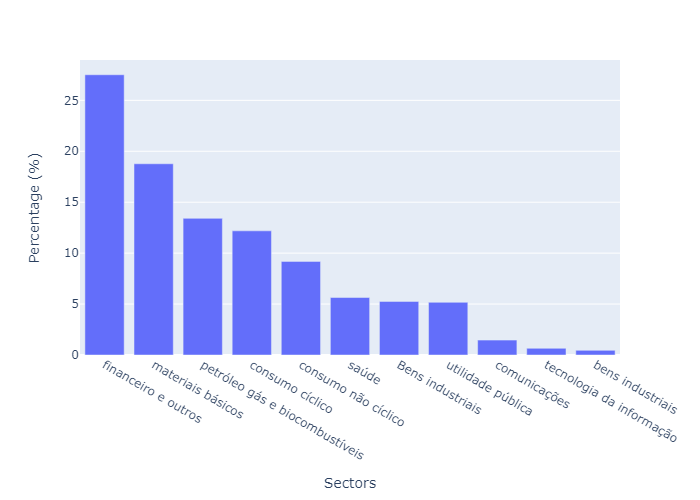 25
20
15
10
5
0
Percentage (%)
financeiro e outros
materiais básicos
petróleo gás e biocombustíveis
consumo cíclico
consumo não cíclico
saúde
Bens industriais
utilidade pública
comunicações
tecnologia da informação
bens industriais
Sectors